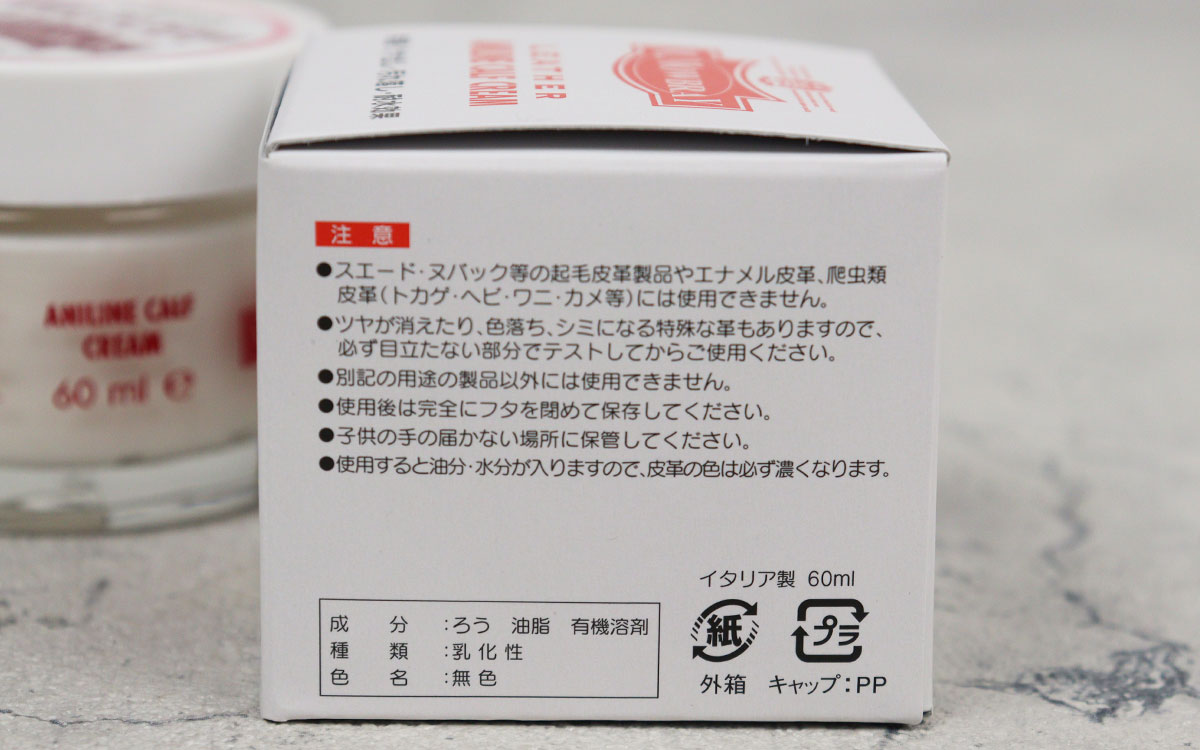 LEATHER
ANILINE CALF CREAM
M.MOWBRAY
注 意
●スエード・ヌバック等の起毛皮革製品やエナメル皮革、爬虫類
皮革(トカゲ・ヘビ・ワニ・カメ等)には使用できません。
●ツヤが消えたり、色落ち、シミになる特殊な革もありますので、
必ず目立たない部分でテストしてからご使用ください。
●別記の用途の製品以外には使用できません。
●使用後は完全にフタを閉めて保存してください。
●子供の手の届かない場所に保管してください。
●使用すると油分・水分が入りますので、皮革の色は必ず濃くなります。
イタリア製 60ml
成 分 :ろう 油脂 有機溶剤
種 類 :乳化性
色 名 :無色
紙 プラ
外箱 キャップ:PP
ANILINE CALF
CREAM
60 ml ℮